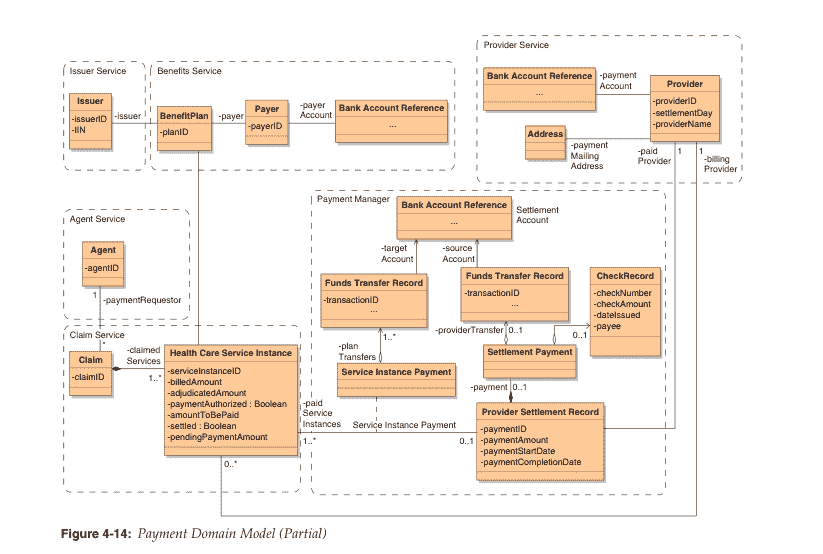 Issuer Service
Issuer
-issuerID
-IIN
-issuer
Benefits Service
BenefitPlan
-planID
-payer
Payer
-payerID
-payer
Account
Bank Account Reference
...
Provider Service
Bank Account Reference
...
-payment
Account
Provider
-providerID
-settlementDay
-providerName
Address
-payment
Mailing
Address
-paid
Provider
1
1
-billing
Provider
Agent Service
Agent
-agentID
1
-paymentRequestor
Claim Service
*
Claim
-claimID
-claimed
Services
1..*
Health Care Service Instance
-serviceInstanceID
-billedAmount
-adjudicatedAmount
-paymentAuthorized : Boolean
-amountToBePaid
-settled : Boolean
-pendingPaymentAmount
0..*
-paid
Service
Instances
1..*
Payment Manager
Bank Account Reference
...
Settlement
Account
-target
Account
-source
Account
Funds Transfer Record
-transactionID
...
Funds Transfer Record
-transactionID
...
CheckRecord
-checkNumber
-checkAmount
-dateIssued
-payee
1..*
-plan
Transfers
-providerTransfer
0..1
0..1
Service Instance Payment
Settlement Payment
-payment
0..1
Service Instance Payment
0..1
Provider Settlement Record
-paymentID
-paymentAmount
-paymentStartDate
-paymentCompletionDate
Figure 4-14: Payment Domain Model (Partial)